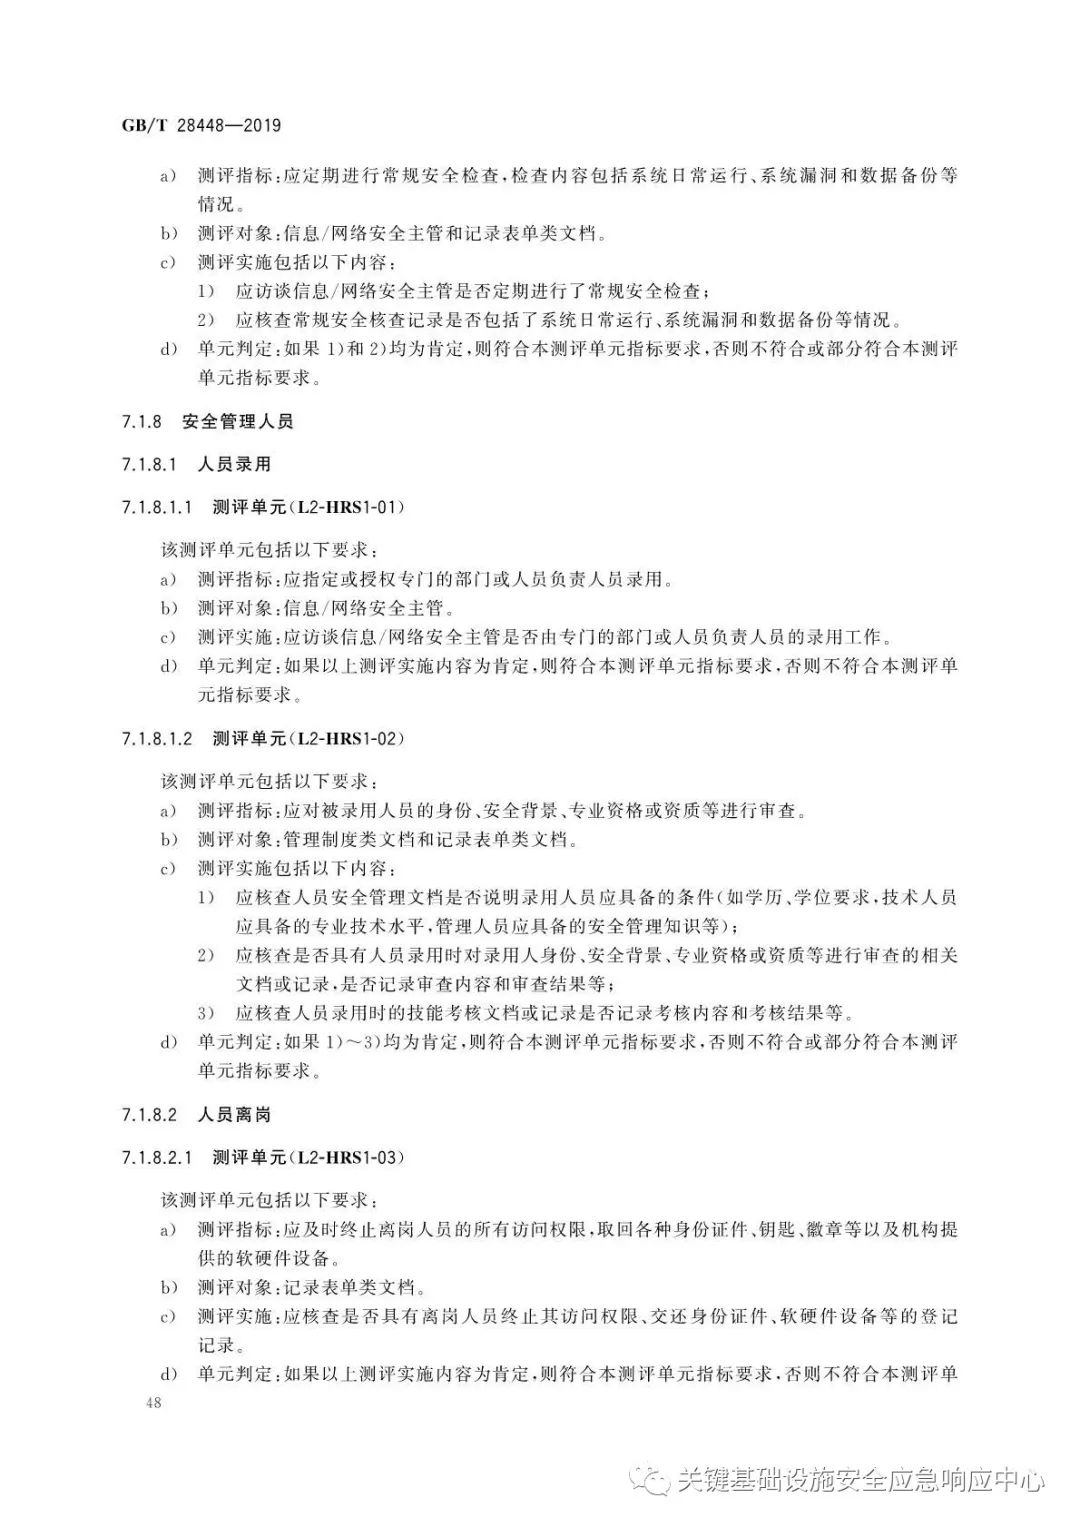 GB/T 28448—2019
a) 测评指标:应定期进行常规安全检查,检查内容包括系统日常运行、系统漏洞和数据备份等
情况。
b) 测评对象:信息/网络安全主管和记录表单类文档。
c) 测评实施包括以下内容:
1) 应访谈信息/网络安全主管是否定期进行了常规安全检查;
2) 应核查常规安全核查记录是否包括了系统日常运行、系统漏洞和数据备份等情况。
d) 单元判定:如果 1)和 2)均为肯定,则符合本测评单元指标要求,否则不符合或部分符合本测评
单元指标要求。
7.1.8 安全管理人员
7.1.8.1 人员录用
7.1.8.1.1 测评单元(L2-HRS1-01)
该测评单元包括以下要求:
a) 测评指标:应指定或授权专门的部门或人员负责人员录用。
b) 测评对象:信息/网络安全主管。
c) 测评实施:应访谈信息/网络安全主管是否由专门的部门或人员负责人员的录用工作。
d) 单元判定:如果以上测评实施内容为肯定,则符合本测评单元指标要求,否则不符合本测评单
元指标要求。
7.1.8.1.2 测评单元(L2-HRS1-02)
该测评单元包括以下要求:
a) 测评指标:应对被录用人员的身份、安全背景、专业资格或资质等进行审查。
b) 测评对象:管理制度类文档和记录表单类文档。
c) 测评实施包括以下内容:
1) 应核查人员安全管理文档是否说明录用人员应具备的条件(如学历、学位要求,技术人员
应具备的专业技术水平,管理人员应具备的安全管理知识等);
2) 应核查是否具有人员录用时对录用人身份、安全背景、专业资格或资质等进行审查的相关
文档或记录,是否记录审查内容和审查结果等;
3) 应核查人员录用时的技能考核文档或记录是否记录考核内容和考核结果等。
d) 单元判定:如果 1)~3)均为肯定,则符合本测评单元指标要求,否则不符合或部分符合本测评
单元指标要求。
7.1.8.2 人员离岗
7.1.8.2.1 测评单元(L2-HRS1-03)
该测评单元包括以下要求:
a) 测评指标:应及时终止离岗人员的所有访问权限,取回各种身份证件、钥匙、徽章等以及机构提
供的软硬件设备。
b) 测评对象:记录表单类文档。
c) 测评实施:应核查是否具有离岗人员终止其访问权限、交还身份证件、软硬件设备等的登记
记录。
d) 单元判定:如果以上测评实施内容为肯定,则符合本测评单元指标要求,否则不符合本测评单
48
关键基础设施安全应急响应中心